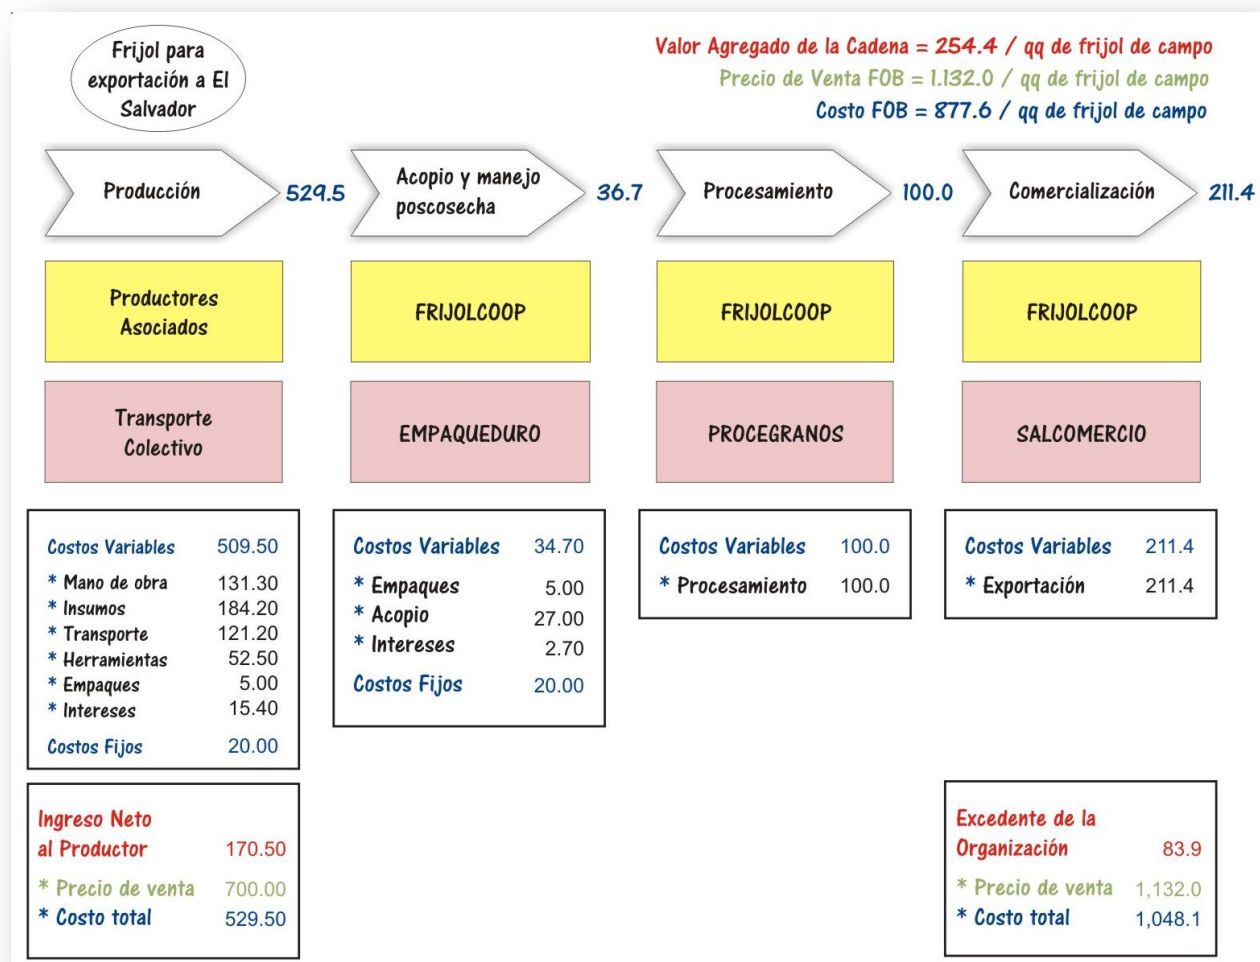 Frijol para
exportación a El
Salvador
Valor Agregado de la Cadena = 254.4 / qq de frijol de campo
Precio de Venta FOB = 1.132.0 / qq de frijol de campo
Costo FOB = 877.6 / qq de frijol de campo
Producción
529.5
Acopio y manejo
poscosecha
36.7
Procesamiento
100.0
Comercialización
211.4
Productores
Asociados
FRIJOLCOOP
FRIJOLCOOP
FRIJOLCOOP
Transporte
Colectivo
EMPAQUEDURO
PROCEGRANOS
SALCOMERCIO
Costos Variables 509.50
* Mano de obra 131.30
* Insumos 184.20
* Transporte 121.20
* Herramientas 52.50
* Empaques 5.00
* Intereses 15.40
Costos Fijos 20.00
Costos Variables 34.70
* Empaques 5.00
* Acopio 27.00
* Intereses 2.70
Costos Fijos 20.00
Costos Variables 100.0
* Procesamiento 100.0
Costos Variables 211.4
* Exportación 211.4
Ingreso Neto
al Productor 170.50
* Precio de venta 700.00
* Costo total 529.50
Excedente de la
Organización 83.9
* Precio de venta 1,132.0
* Costo total 1,048.1